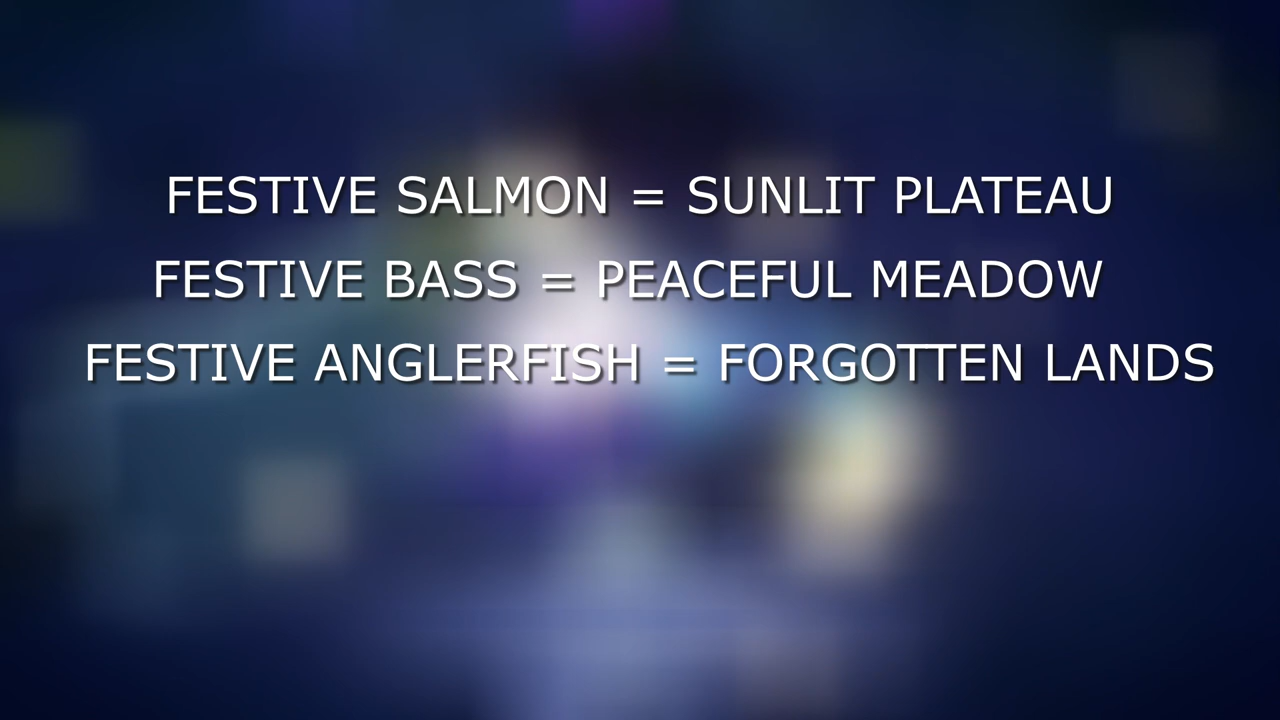 FESTIVE SALMON = SUNLIT PLATEAU
FESTIVE BASS = PEACEFUL MEADOW
FESTIVE ANGLERFISH = FORGOTTEN LANDS